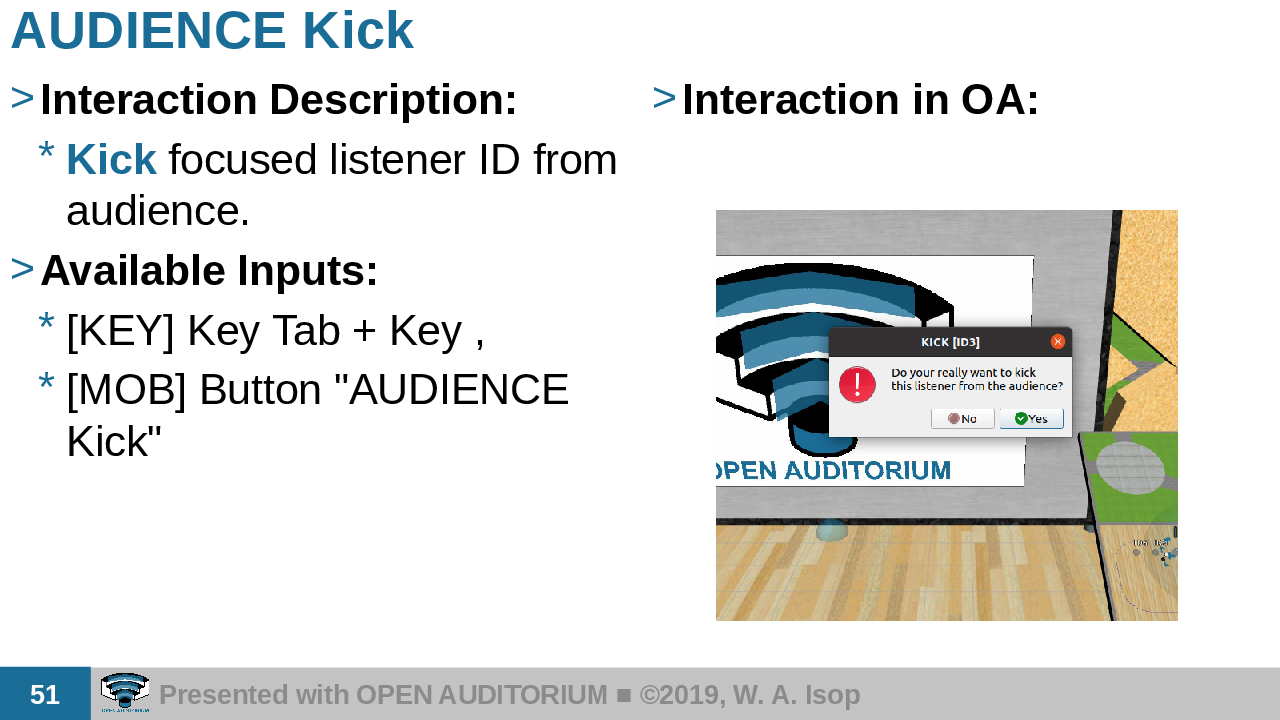 AUDIENCE Kick
> Interaction Description:
* Kick focused listener ID from
audience.
> Available Inputs:
* [KEY] Key Tab + Key ,
* [MOB] Button "AUDIENCE
Kick"
> Interaction in OA:
KICK [ID3]
Do your really want to kick
this listener from the audience?
No
Yes
OPEN AUDITORIUM
51
OPEN AUDITORIUM
Presented with OPEN AUDITORIUM ■ ©2019, W. A. Isop